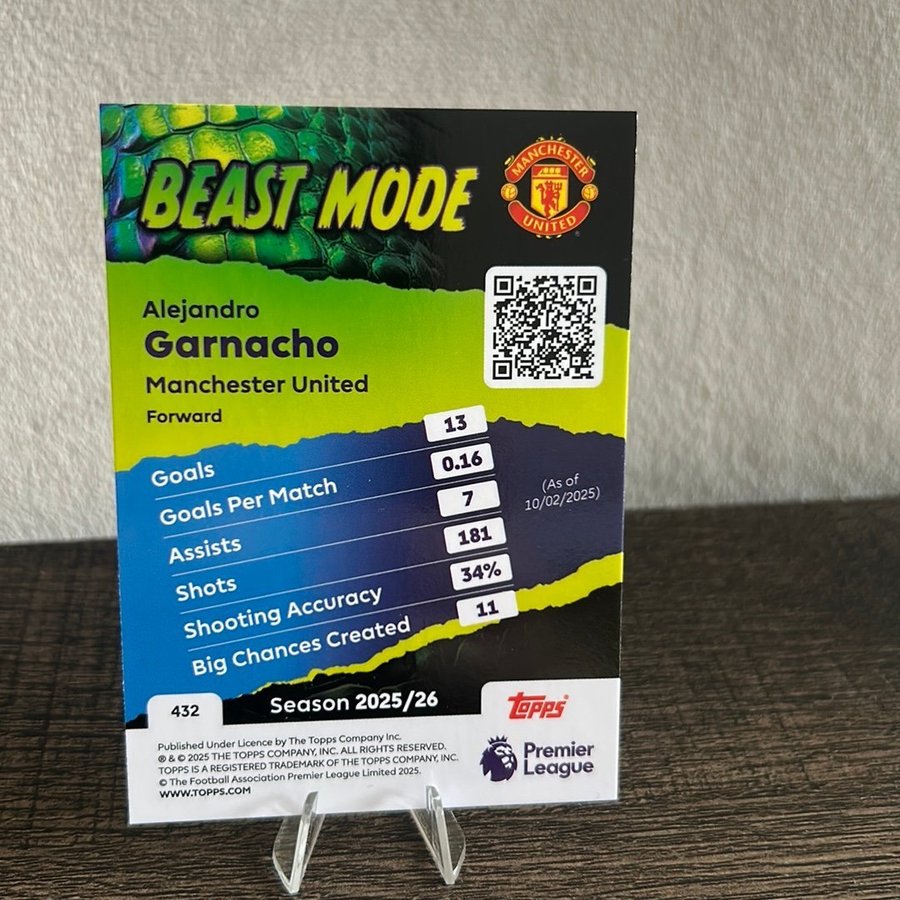 BEAST MODE
MANCHESTER
UNITED
Alejandro
Garnacho
Manchester United
Forward
Goals 13
Goals Per Match 0.16
Assists 7
Shots 181
Shooting Accuracy 34%
Big Chances Created 11
(As of
10/02/2025)
432
Season 2025/26
TOPPS
Published Under Licence by The Topps Company Inc.
® & © 2025 THE TOPPS COMPANY, INC. ALL RIGHTS RESERVED.
TOPPS IS A REGISTERED TRADEMARK OF THE TOPPS COMPANY, INC.
© The Football Association Premier League Limited 2025.
WWW.TOPPS.COM
Premier
League